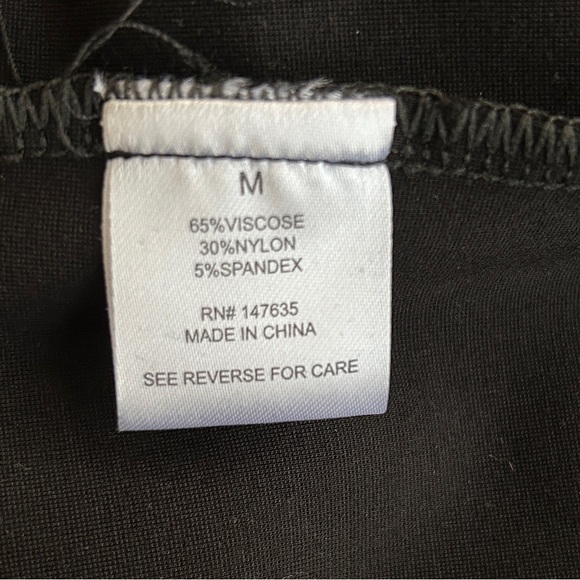 M
65%VISCOSE
30%NYLON
5%SPANDEX
RN# 147635
MADE IN CHINA
SEE REVERSE FOR CARE